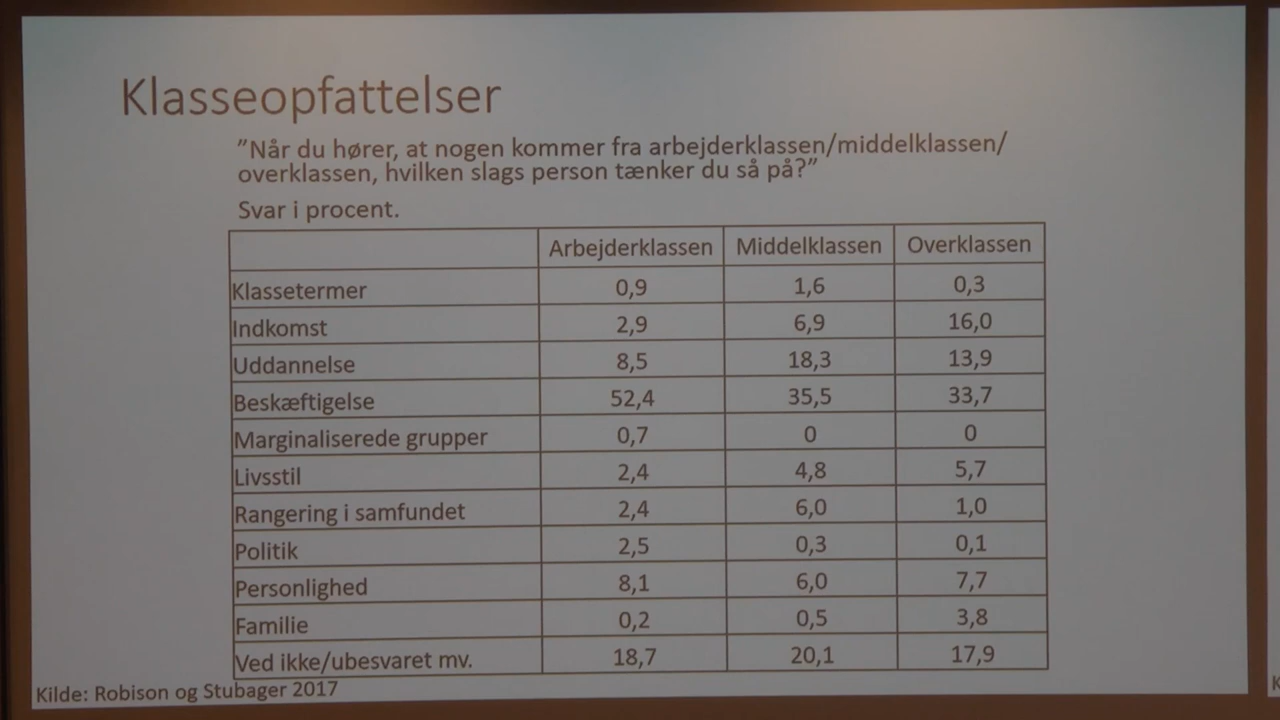 Klasseopfattelser
”Når du hører, at nogen kommer fra arbejderklassen/middelklassen/
overklassen, hvilken slags person tænker du så på?”
Svar i procent.
Arbejderklassen Middelklassen Overklassen
Klassetermer 0,9 1,6 0,3
Indkomst 2,9 6,9 16,0
Uddannelse 8,5 18,3 13,9
Beskæftigelse 52,4 35,5 33,7
Marginaliserede grupper 0,7 0 0
Livsstil 2,4 4,8 5,7
Rangering i samfundet 2,4 6,0 1,0
Politik 2,5 0,3 0,1
Personlighed 8,1 6,0 7,7
Familie 0,2 0,5 3,8
Ved ikke/ubesvaret mv. 18,7 20,1 17,9
Kilde: Robison og Stubager 2017